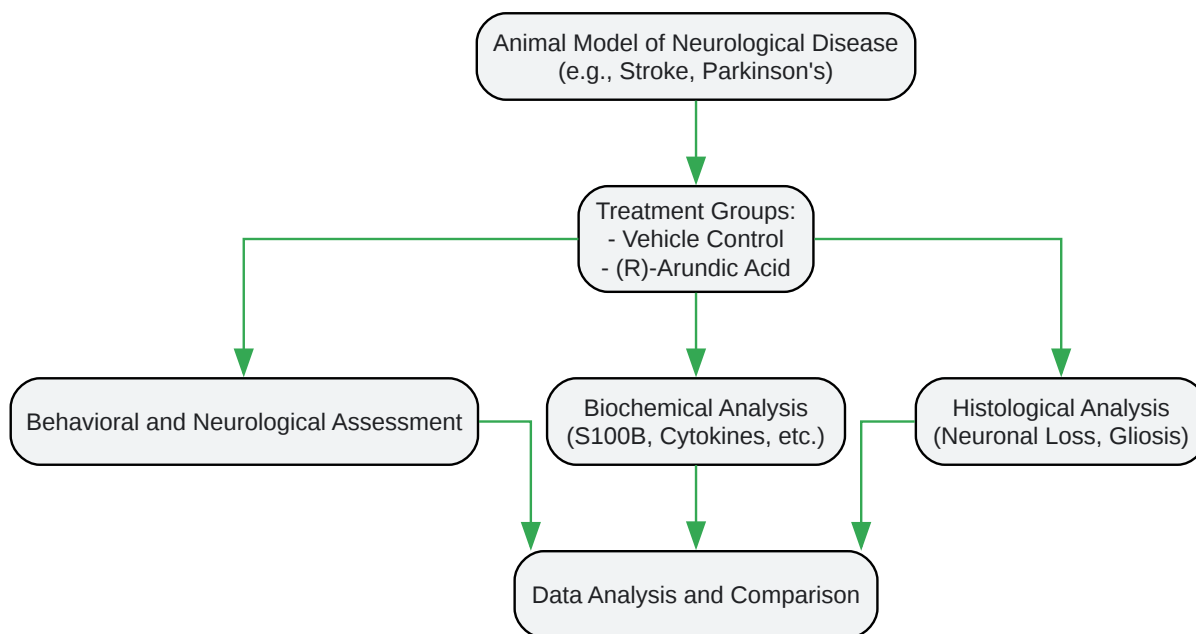 Animal Model of Neurological Disease
(e.g., Stroke, Parkinson's)
Treatment Groups:
- Vehicle Control
- (R)-Arundic Acid
Behavioral and Neurological Assessment
Biochemical Analysis
(S100B, Cytokines, etc.)
Histological Analysis
(Neuronal Loss, Gliosis)
Data Analysis and Comparison